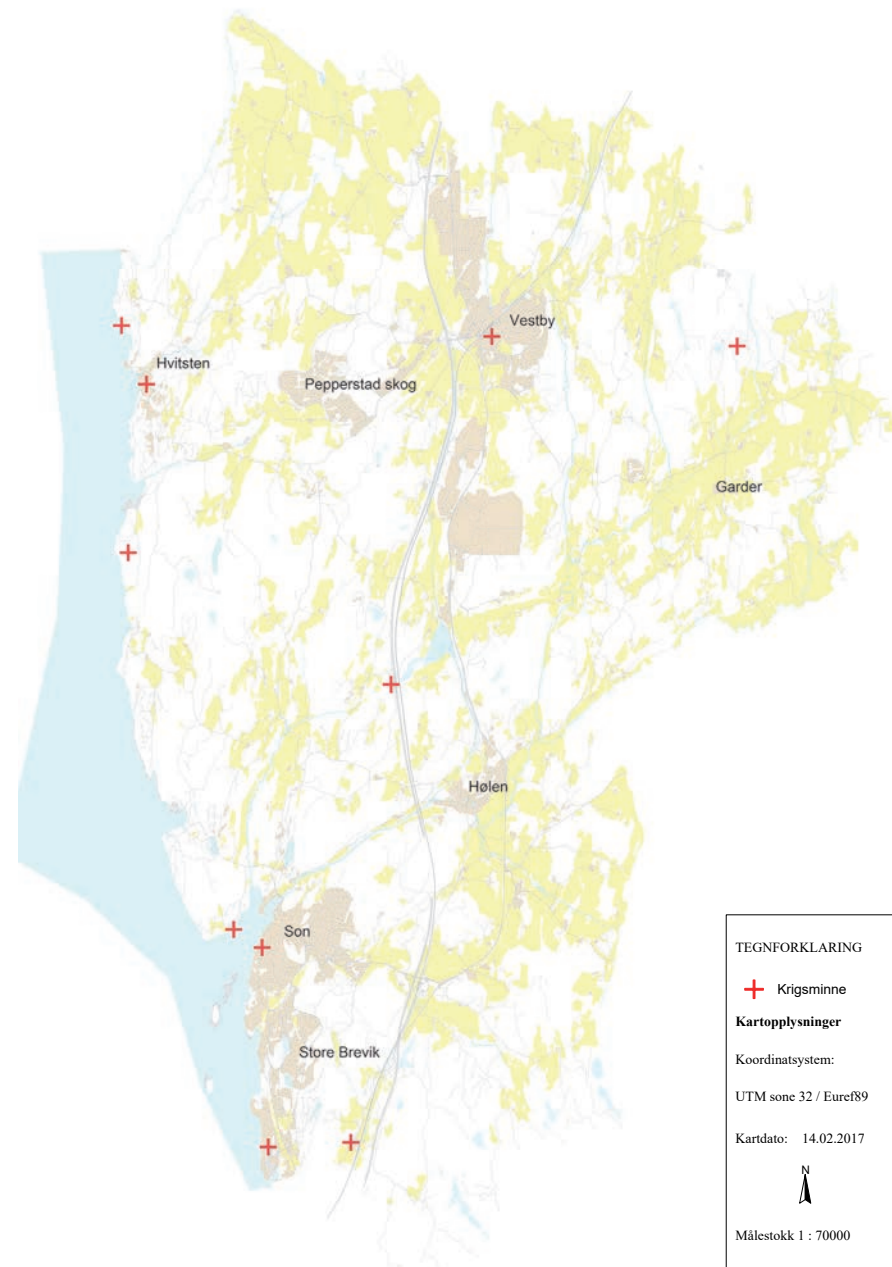 Vestby
Hvitsten
Pepperstad skog
Garder
Hølen
Son
Store Brevik
TEGNFORKLARING
Krigsminne
Kartopplysninger
Koordinatsystem:
UTM sone 32 / Euref89
Kartdato: 14.02.2017
N
Målestokk 1 : 70000